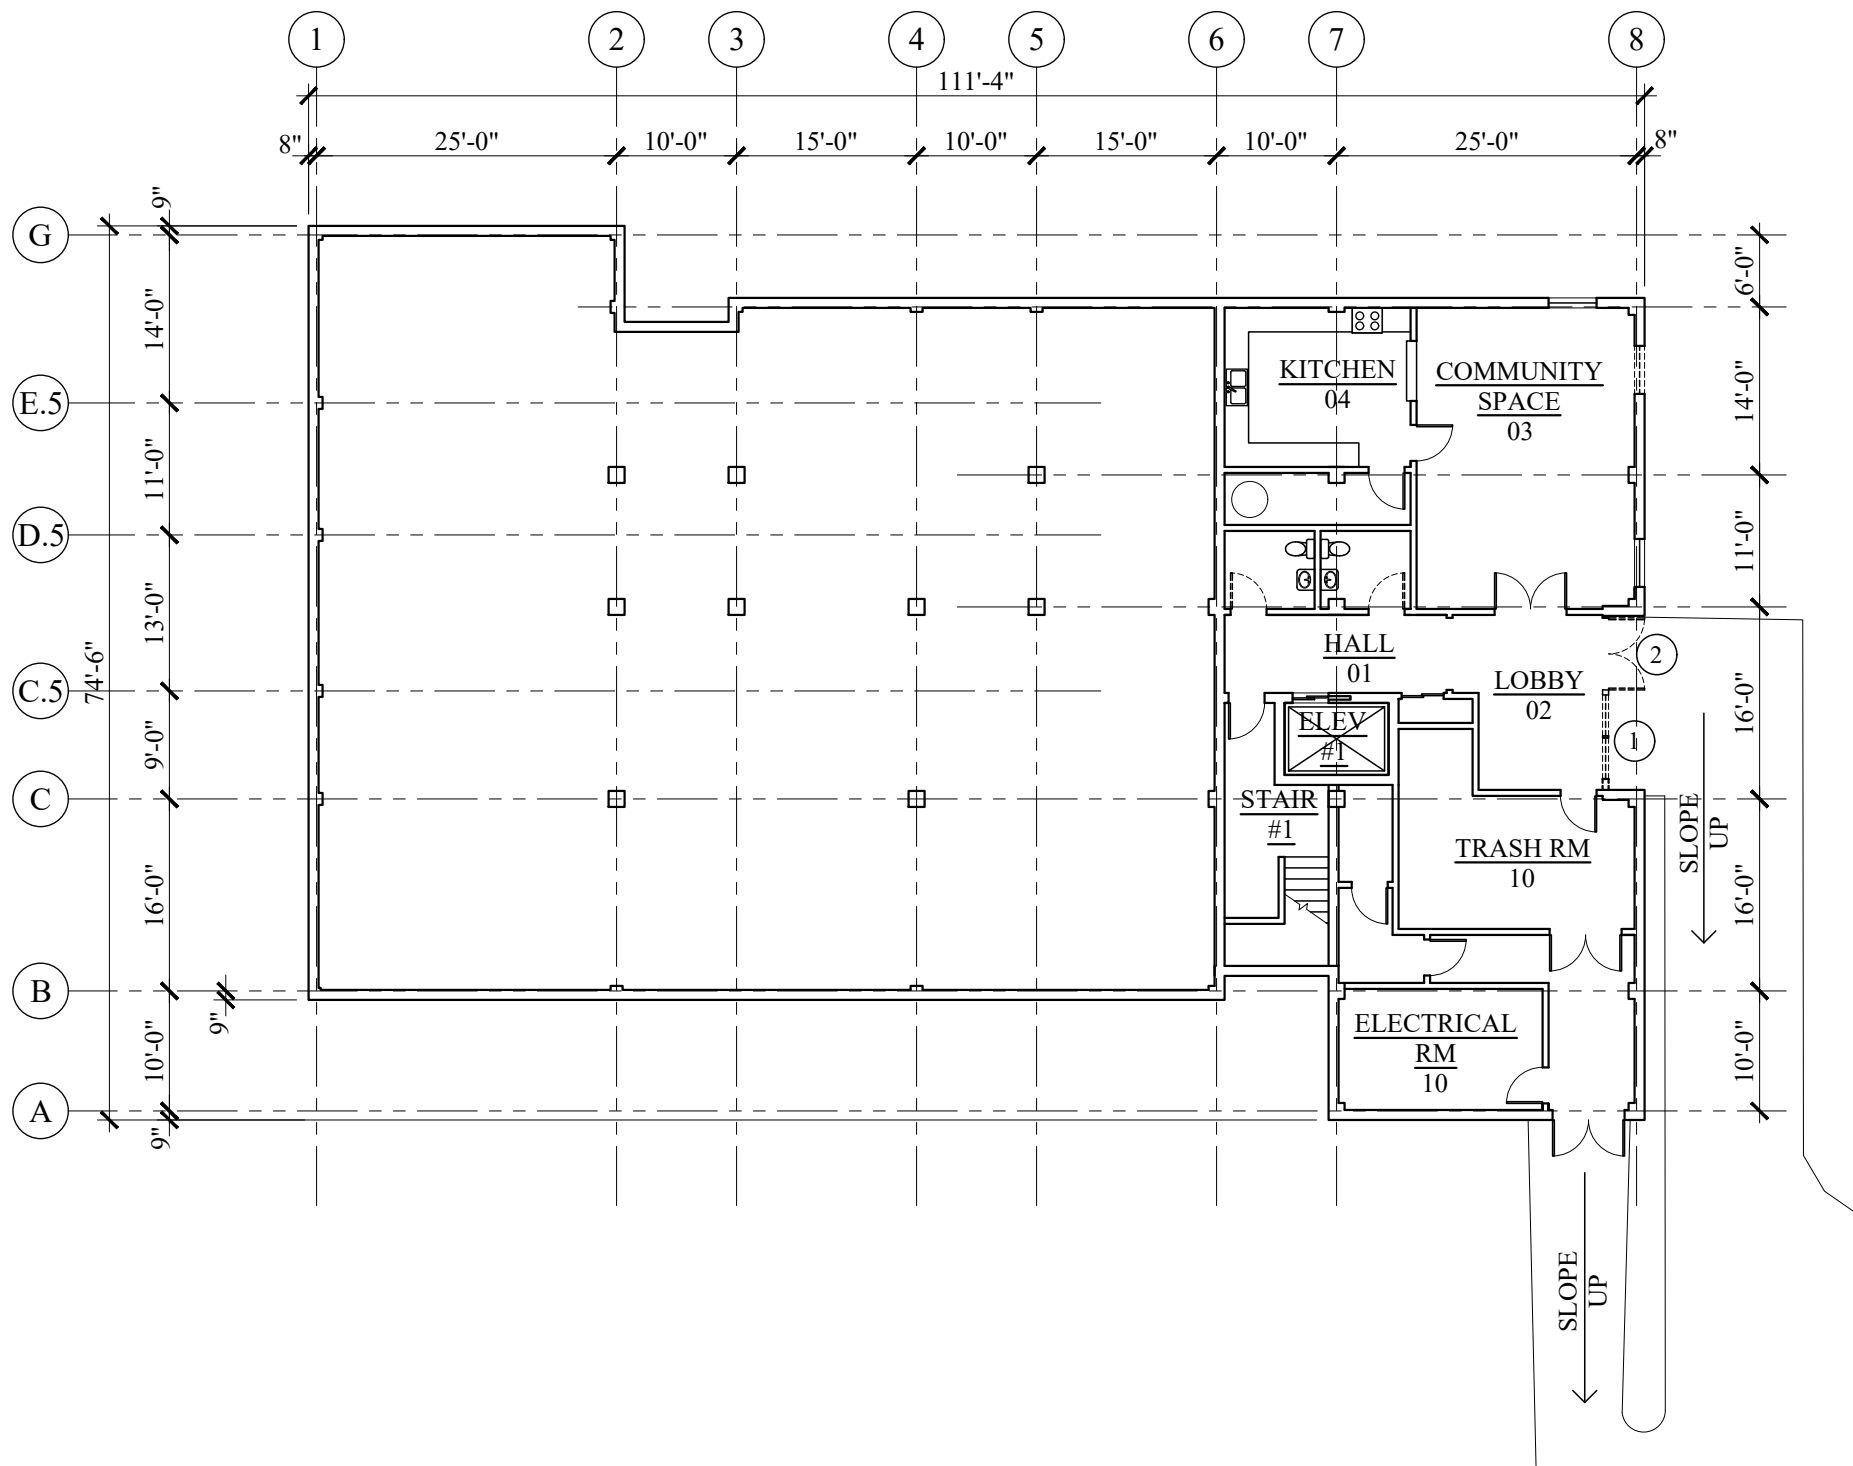 1 2 3 4 5 6 7 8
111'-4"
8" 25'-0" 10'-0" 15'-0" 10'-0" 15'-0" 10'-0" 25'-0" 8"
9"
G
14'-0"
6'-0"
E.5
KITCHEN
04
COMMUNITY
SPACE
03
14'-0"
11'-0"
D.5
11'-0"
13'-0"
74'-6"
HALL
01
2
C.5
LOBBY
02
16'-0"
ELEV
#1
1
9'-0"
C
STAIR
#1
SLOPE
UP
TRASH RM
10
16'-0"
16'-0"
B
9"
ELECTRICAL
RM
10
10'-0"
10'-0"
A
9"
SLOPE
UP